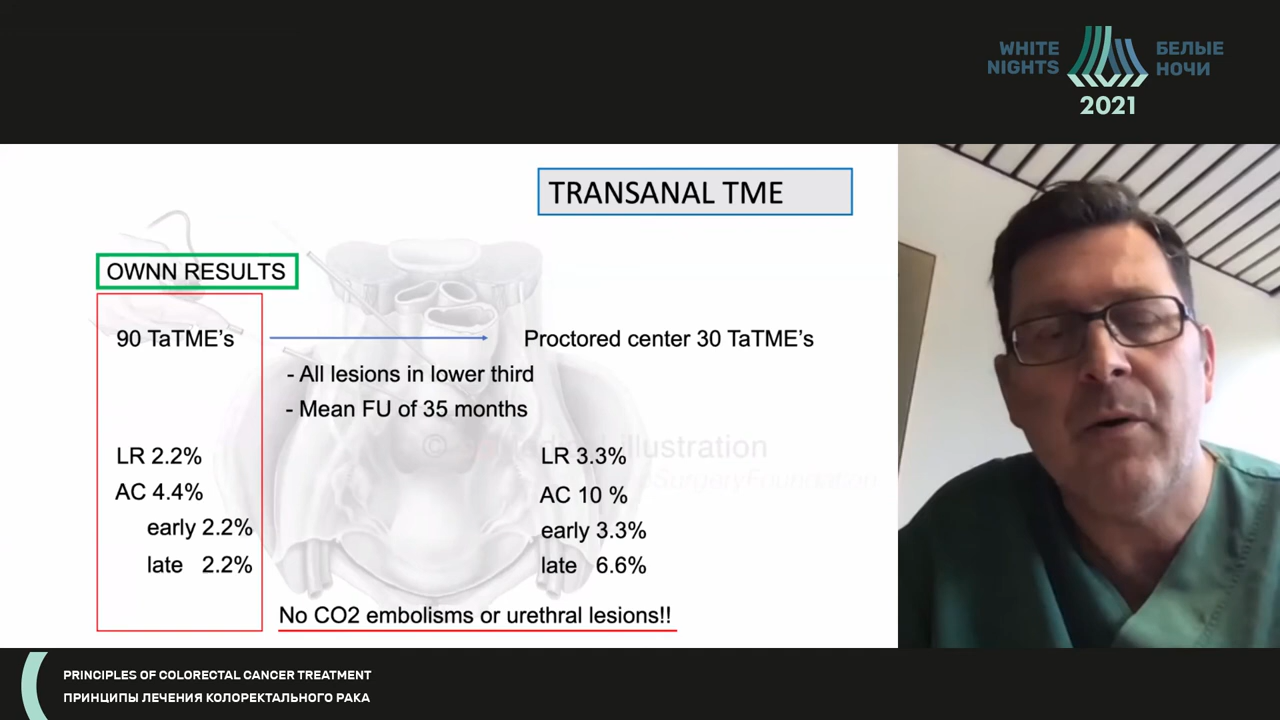 WHITE NIGHTS
БЕЛЫЕ НОЧИ
2021
TRANSANAL TME
OWNN RESULTS
90 TaTME's
Proctored center 30 TaTME's
- All lesions in lower third
- Mean FU of 35 months
©
illustration
LR 2.2%
LR 3.3%
AC 4.4%
AC 10 %
early 2.2%
early 3.3%
late 2.2%
late 6.6%
No CO2 embolisms or urethral lesions!!
PRINCIPLES OF COLORECTAL CANCER TREATMENT
ПРИНЦИПЫ ЛЕЧЕНИЯ КОЛОРЕКТАЛЬНОГО РАКА